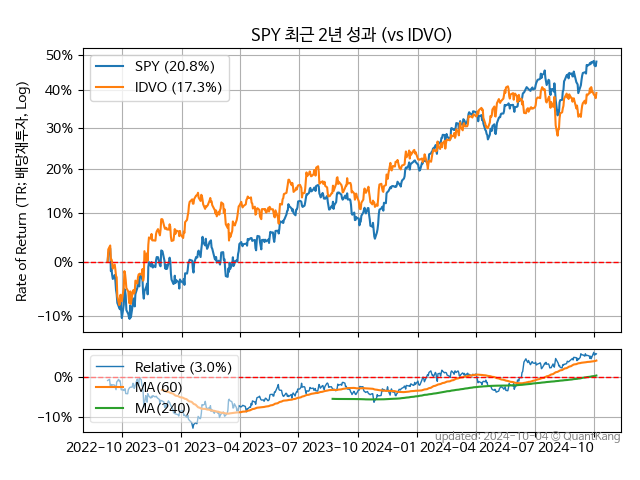 SPY 최근 2년 성과 (vs IDVO)
Rate of Return (TR; 배당재투자, Log)
50%
40%
30%
20%
10%
0%
−10%
SPY (20.8%)
IDVO (17.3%)
0%
−10%
Relative (3.0%)
MA(60)
MA(240)
updated: 2024-10-04 © QuantKang
2022-10 2023-01 2023-04 2023-07 2023-10 2024-01 2024-04 2024-07 2024-10